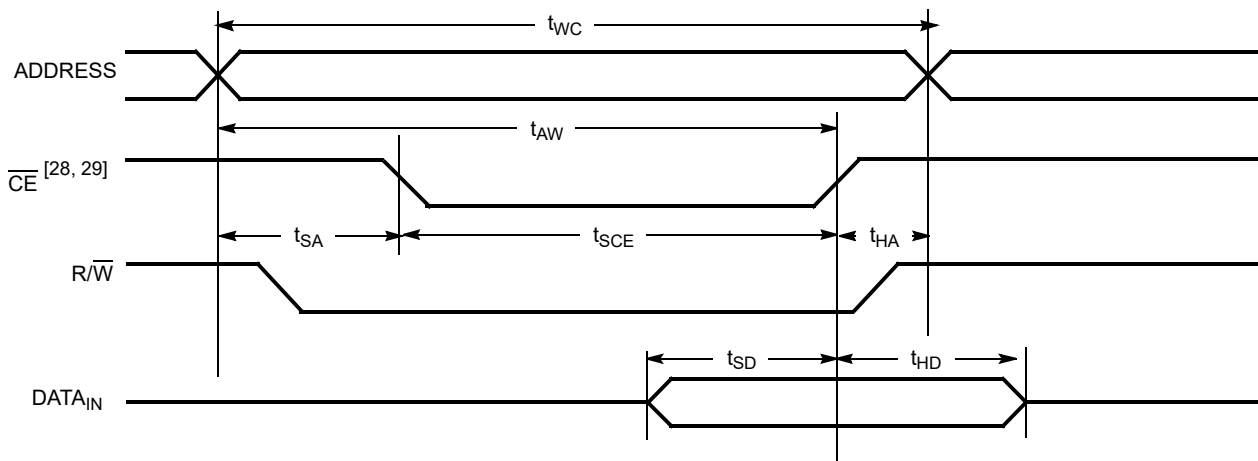 tWC
ADDRESS
tAW
CE [28, 29]
tSA
tSCE
tHA
R/W
tSD
tHD
DATAIN